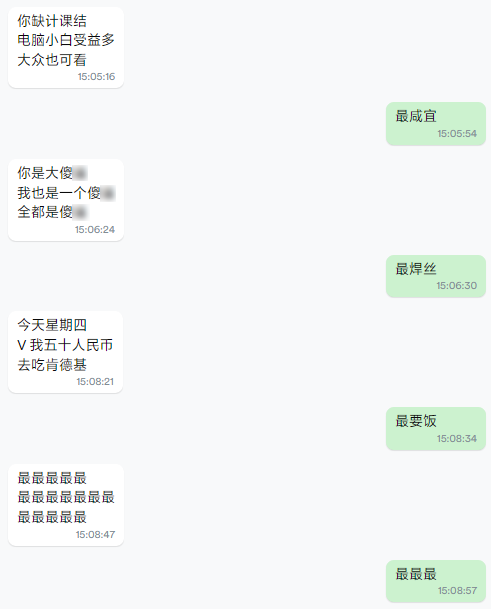 你缺计课结
电脑小白受益多
大众也可看
15:05:16
最咸宜
15:05:54
你是大傻
我也是一个傻
全都是傻
15:06:24
最焊丝
15:06:30
今天星期四
V 我五十人民币
去吃肯德基
15:08:21
最要饭
15:08:34
最最最最最
最最最最最最最
最最最最最
15:08:47
最最最
15:08:57